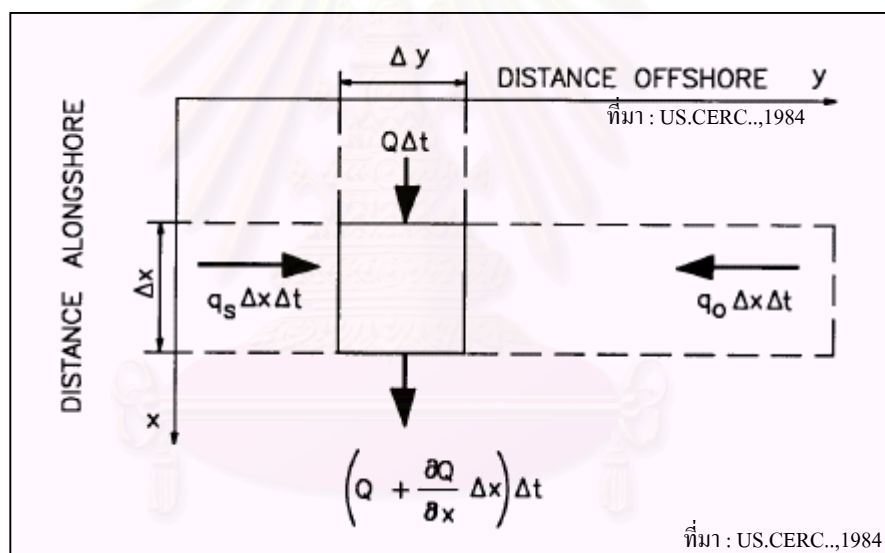 Δy
DISTANCE OFFSHORE y
ที่มา : US.CERC..,1984
QΔt
DISTANCE ALONGSHORE
Δx
q_s ΔxΔt
q_o ΔxΔt
x
(Q + ∂Q/∂x Δx)Δt
ที่มา : US.CERC..,1984